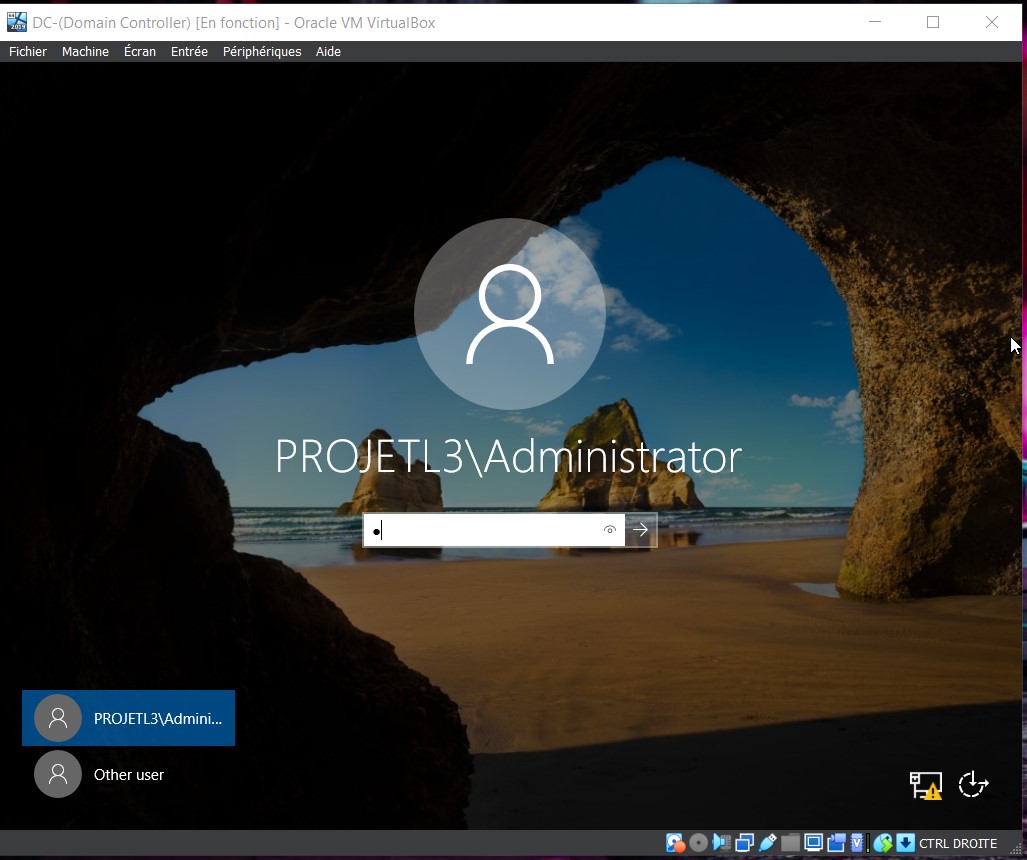 DC-(Domain Controller) [En fonction] - Oracle VM VirtualBox
Fichier Machine Écran Entrée Périphériques Aide
PROJETL3\Administrator
PROJETL3\Admini...
Other user
CTRL DROITE